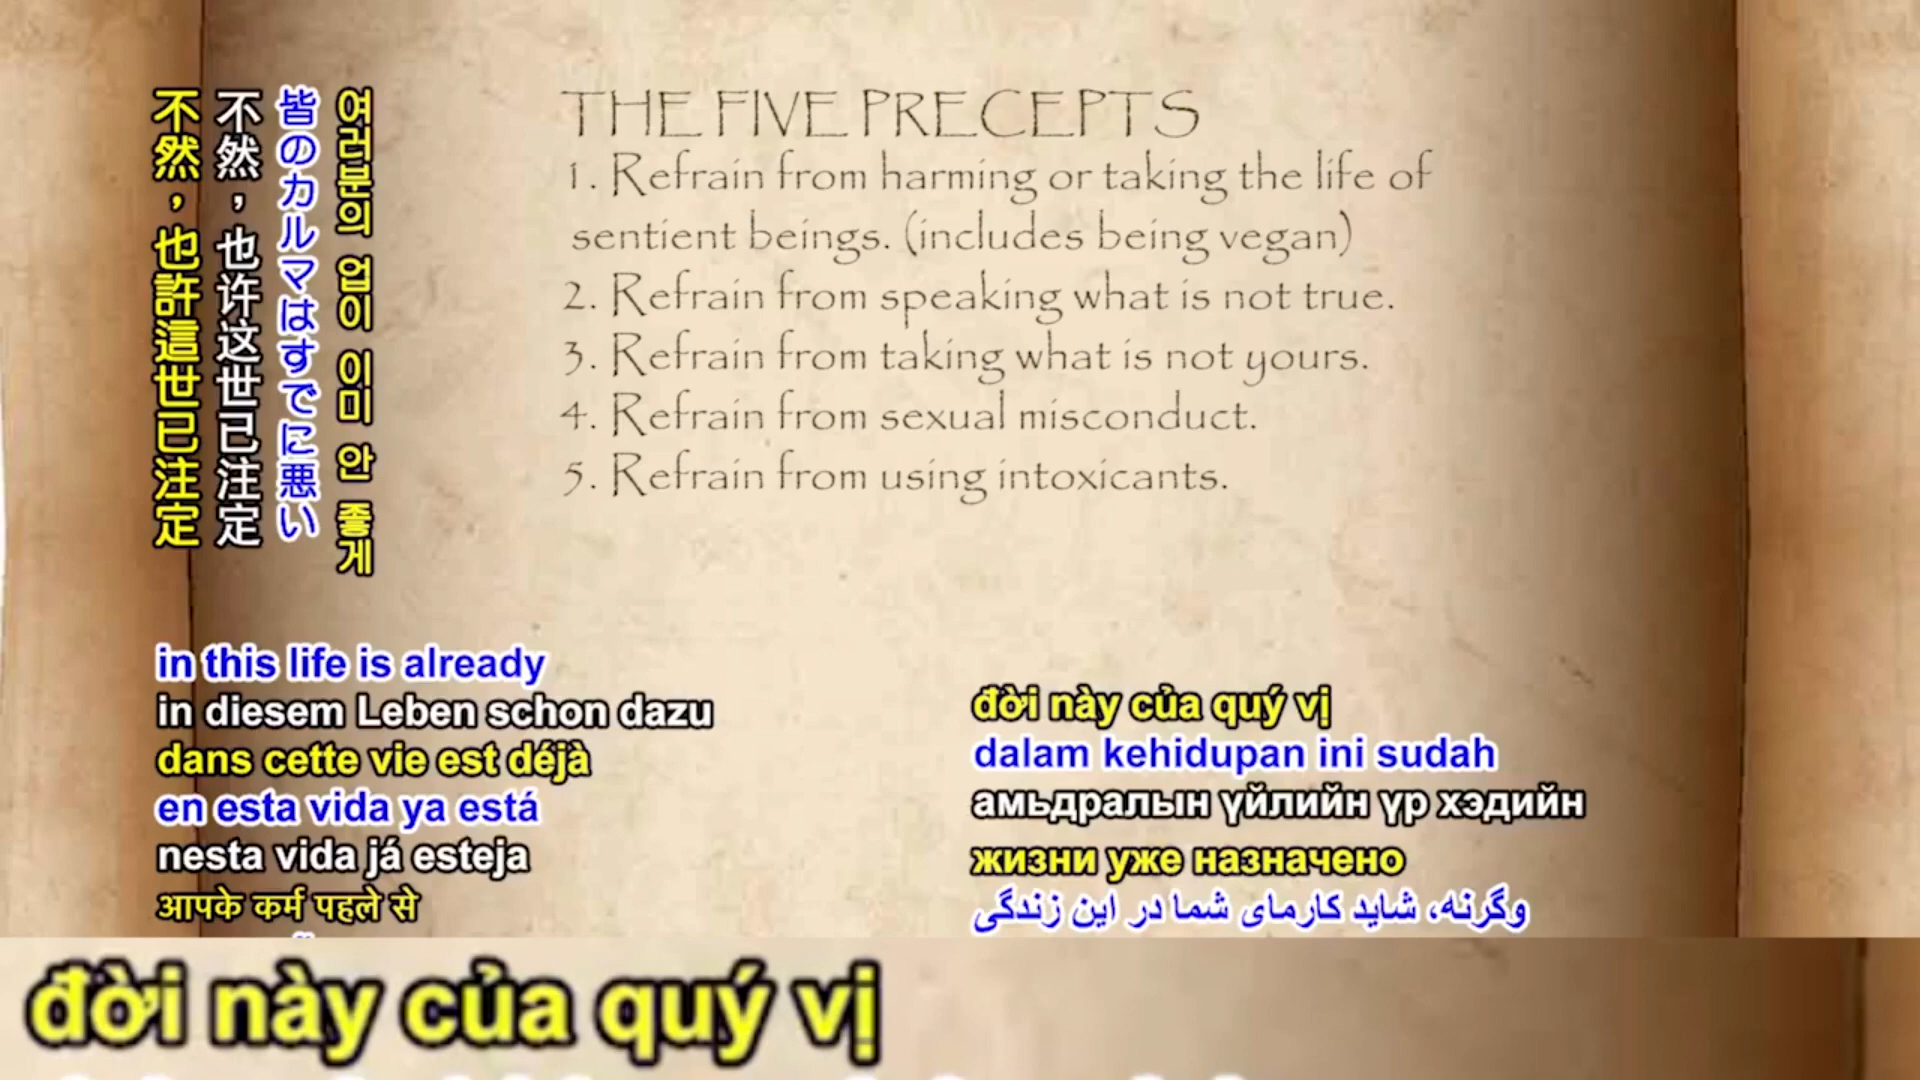 THE FIVE PRECEPTS
1. Refrain from harming or taking the life of
sentient beings. (includes being vegan)
2. Refrain from speaking what is not true.
3. Refrain from taking what is not yours.
4. Refrain from sexual misconduct.
5. Refrain from using intoxicants.
여러분의 업이 이미 안 좋게
皆のカルマはすでに悪い
不然，也许这世已注定
不然，也許這世已注定
in this life is already
in diesem Leben schon dazu
dans cette vie est déjà
en esta vida ya está
nesta vida já esteja
आपके कर्म पहले से
đời này của quý vị
dalam kehidupan ini sudah
амьдралын үйлийн үр хэдийн
жизни уже назначено
وگرنه، شاید کارمای شما در این زندگی
đời này của quý vị